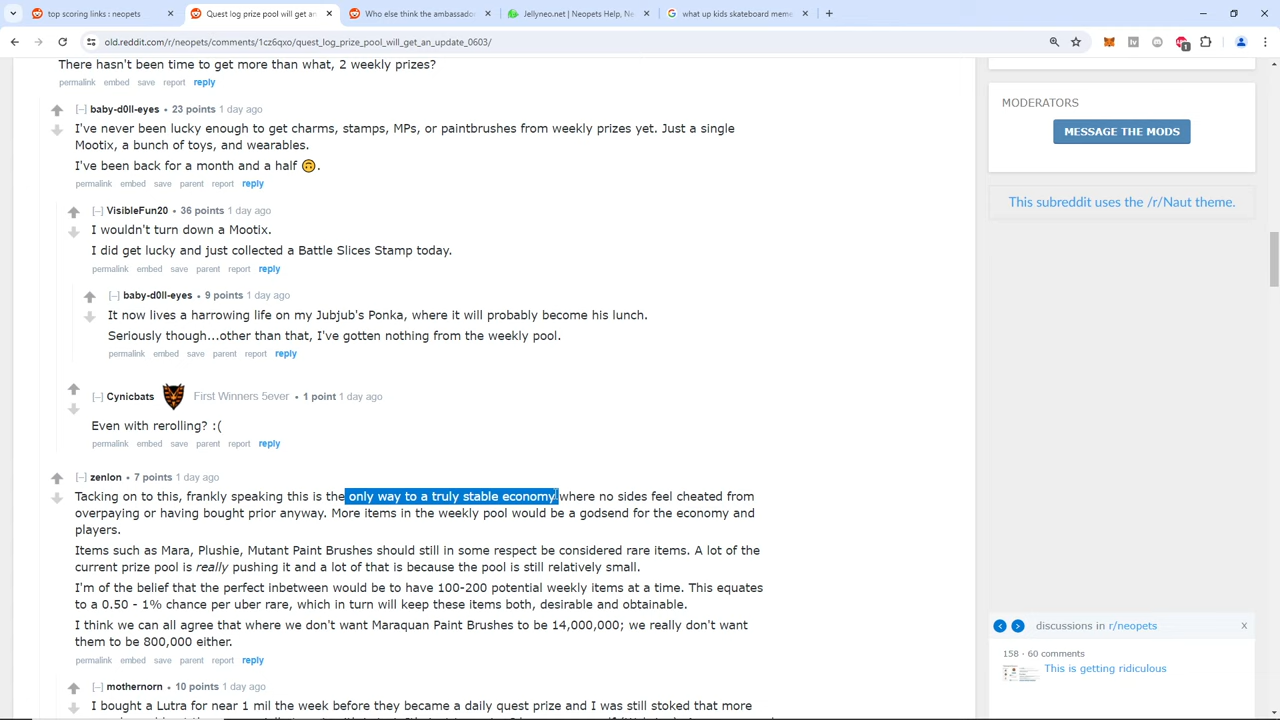 top scoring links : neopets
Quest log prize pool will get an
Who else think the ambassador
Jellyneo.net | Neopets Help, Ne
what up kids skateboard meme
old.reddit.com/r/neopets/comments/1cz6qxo/quest_log_prize_pool_will_get_an_update_0603/
There hasn't been time to get more than what, 2 weekly prizes?
permalink embed save report reply
[–] baby-d0ll-eyes • 23 points 1 day ago
I've never been lucky enough to get charms, stamps, MPs, or paintbrushes from weekly prizes yet. Just a single
Mootix, a bunch of toys, and wearables.
I've been back for a month and a half 🙃.
permalink embed save parent report reply
[–] VisibleFun20 • 36 points 1 day ago
I wouldn't turn down a Mootix.
I did get lucky and just collected a Battle Slices Stamp today.
permalink embed save parent report reply
[–] baby-d0ll-eyes • 9 points 1 day ago
It now lives a harrowing life on my Jubjub's Ponka, where it will probably become his lunch.
Seriously though...other than that, I've gotten nothing from the weekly pool.
permalink embed save parent report reply
[–] Cynicbats First Winners 5ever • 1 point 1 day ago
Even with rerolling? :(
permalink embed save parent report reply
[–] zenlon • 7 points 1 day ago
Tacking on to this, frankly speaking this is the only way to a truly stable economy where no sides feel cheated from
overpaying or having bought prior anyway. More items in the weekly pool would be a godsend for the economy and
players.
Items such as Mara, Plushie, Mutant Paint Brushes should still in some respect be considered rare items. A lot of the
current prize pool is really pushing it and a lot of that is because the pool is still relatively small.
I'm of the belief that the perfect inbetween would be to have 100-200 potential weekly items at a time. This equates
to a 0.50 - 1% chance per uber rare, which in turn will keep these items both, desirable and obtainable.
I think we can all agree that where we don't want Maraquan Paint Brushes to be 14,000,000; we really don't want
them to be 800,000 either.
permalink embed save parent report reply
[–] mothernorn • 10 points 1 day ago
I bought a Lutra for near 1 mil the week before they became a daily quest prize and I was still stoked that more
MODERATORS
MESSAGE THE MODS
This subreddit uses the /r/Naut theme.
discussions in r/neopets X
158 · 60 comments
This is getting ridiculous